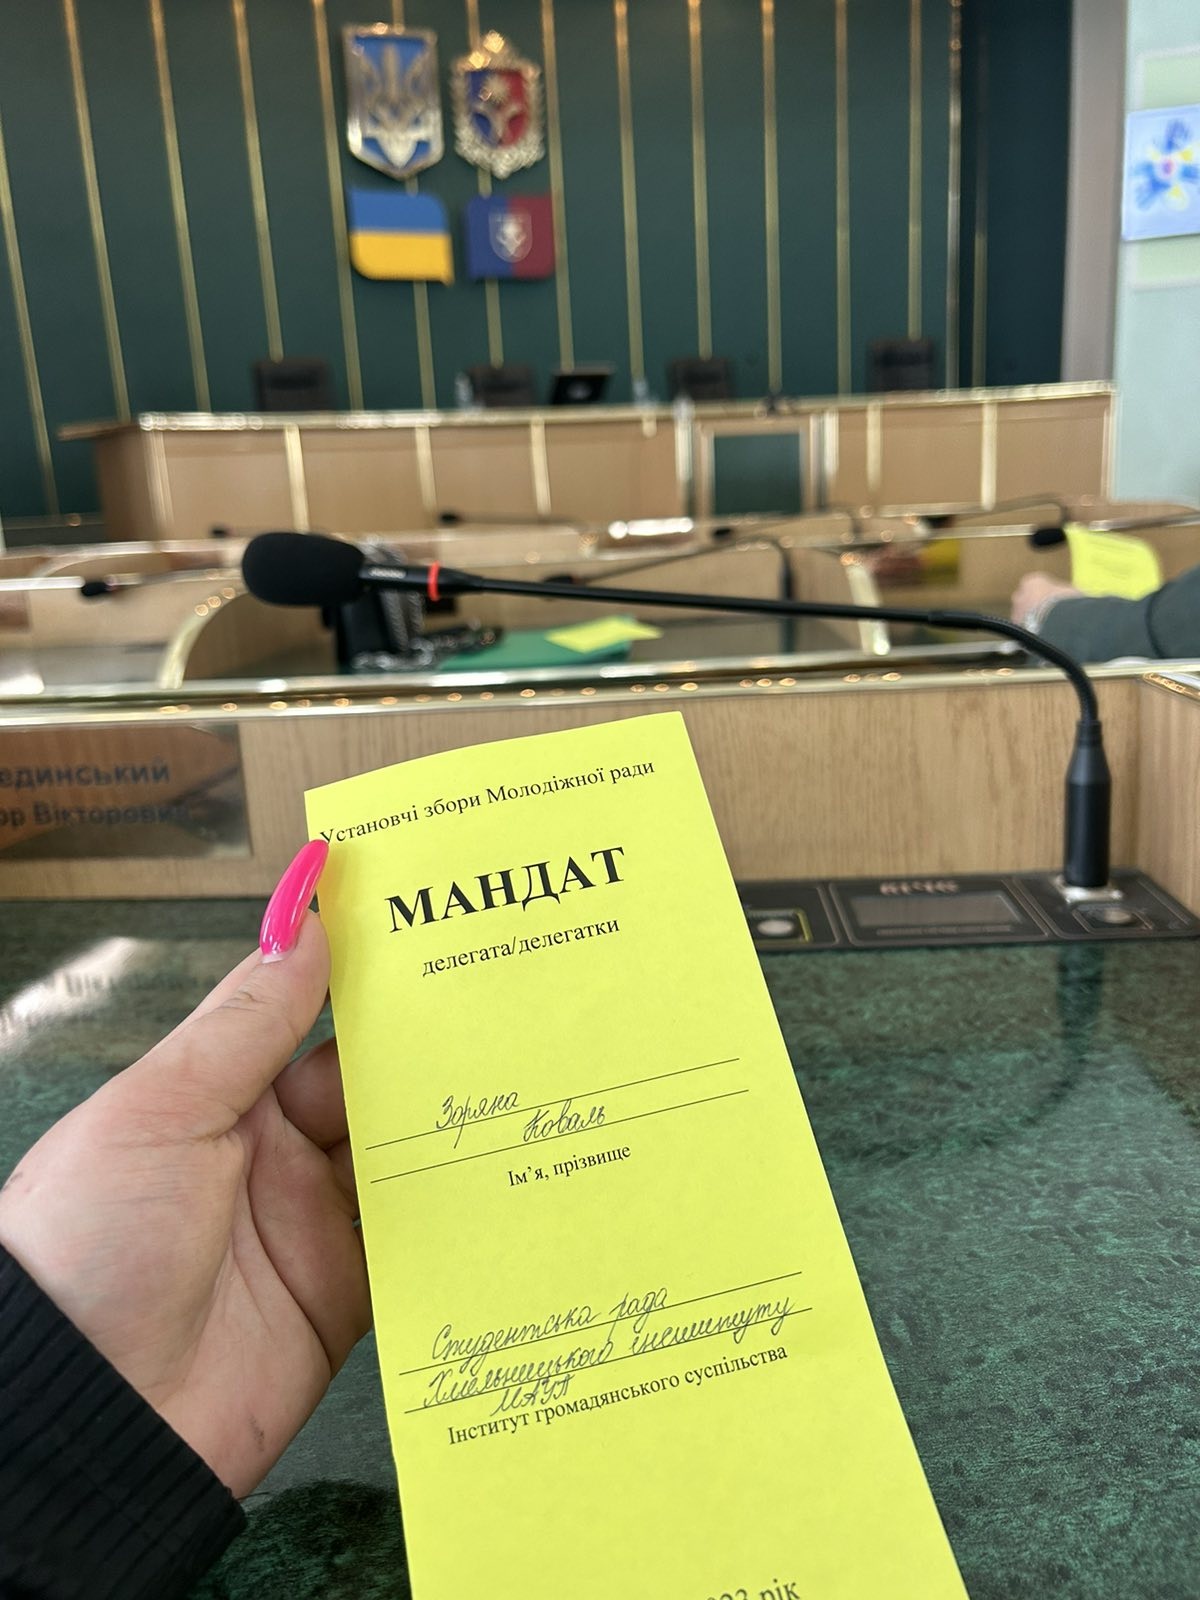 Установчі збори Молодіжної ради
МАНДАТ
делегата/делегатки
Зоряна
Коваль
Ім’я, прізвище
Студентська рада
Хмельницького інституту
МАУП
Інститут громадянського суспільства
рік